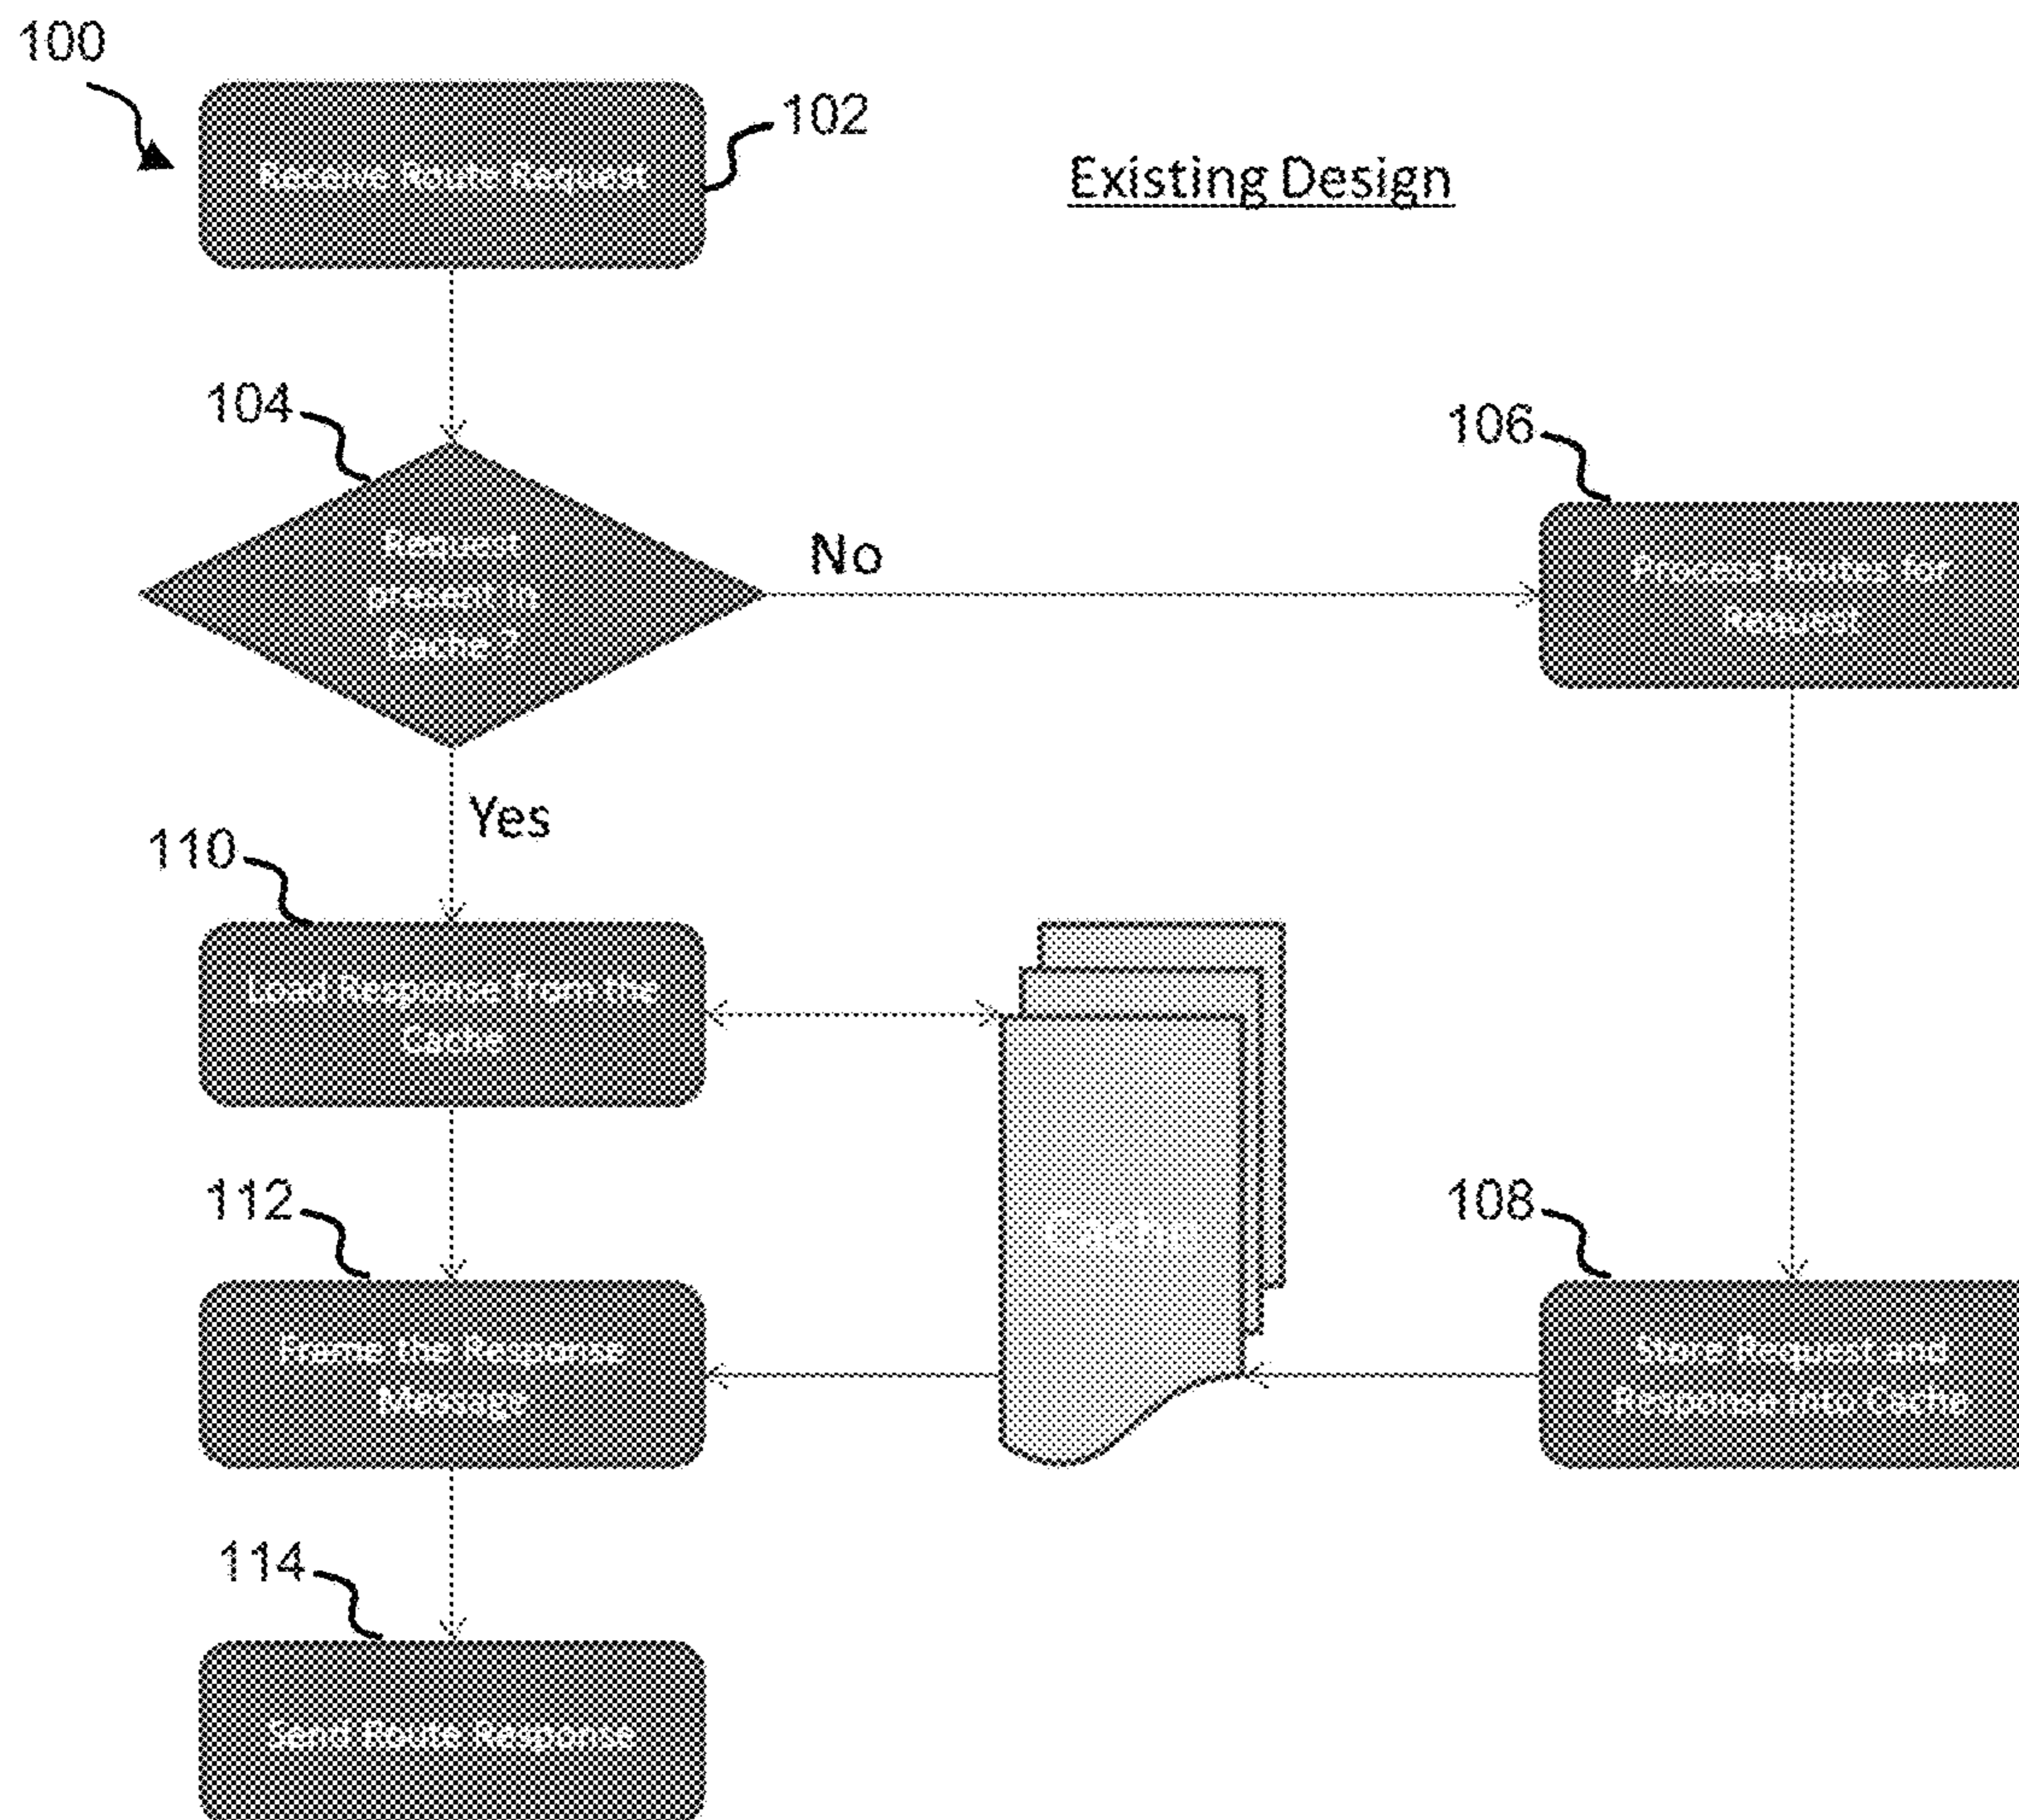 100
Receive Route Request
102
Existing Design
104
Request
present in
Cache ?
No
106
Process Routes for
Request
Yes
110
Load Response from the
Cache
Cache
112
Frame the Response
Message
108
Store Request and
Response into Cache
114
Send Route Response